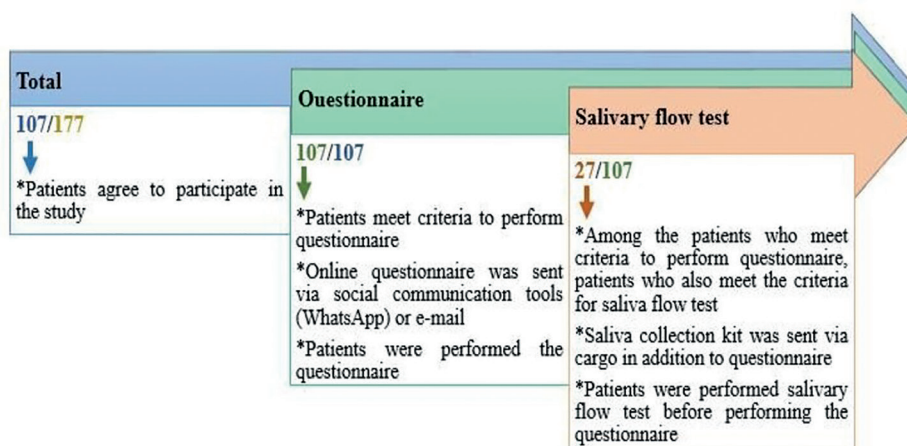 Total
107/177
*Patients agree to participate in
the study
Ouestionnaire
107/107
*Patients meet criteria to perform
questionnaire
*Online questionnaire was sent
via social communication tools
(WhatsApp) or e-mail
*Patients were performed the
questionnaire
Salivary flow test
27/107
*Among the patients who meet
criteria to perform questionnaire,
patients who also meet the criteria
for saliva flow test
*Saliva collection kit was sent via
cargo in addition to questionnaire
*Patients were performed salivary
flow test before performing the
questionnaire